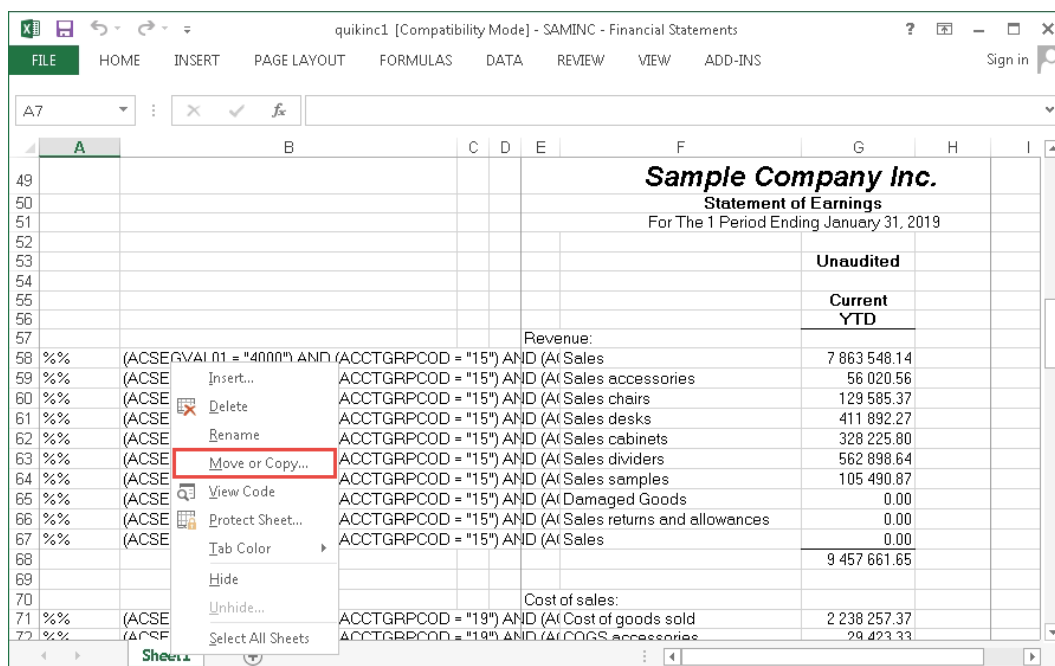 quikinc1 [Compatibility Mode] - SAMINC - Financial Statements ?
FILE HOME INSERT PAGE LAYOUT FORMULAS DATA REVIEW VIEW ADD-INS Sign in
A7 fx
A B C D E F G H I
49 Sample Company Inc.
50 Statement of Earnings
51 For The 1 Period Ending January 31, 2019
52
53 Unaudited
54
55 Current
56 YTD
57 Revenue:
58 %% (ACSEGVAL01 = "4000") AND (ACCTGRPCOD = "15") AND (A( Sales 7 863 548.14
59 %% (ACSE Insert... ACCTGRPCOD = "15") AND (A( Sales accessories 56 020.56
60 %% (ACSE Delete ACCTGRPCOD = "15") AND (A( Sales chairs 129 585.37
61 %% (ACSE ACCTGRPCOD = "15") AND (A( Sales desks 411 892.27
62 %% (ACSE Rename ACCTGRPCOD = "15") AND (A( Sales cabinets 328 225.80
63 %% (ACSE Move or Copy... ACCTGRPCOD = "15") AND (A( Sales dividers 562 898.64
64 %% (ACSE View Code ACCTGRPCOD = "15") AND (A( Sales samples 105 490.87
65 %% (ACSE ACCTGRPCOD = "15") AND (A( Damaged Goods 0.00
66 %% (ACSE Protect Sheet... ACCTGRPCOD = "15") AND (A( Sales returns and allowances 0.00
67 %% (ACSE Tab Color ACCTGRPCOD = "15") AND (A( Sales 0.00
68 9 457 661.65
69 Hide
70 Unhide... Cost of sales:
71 %% (ACSE ACCTGRPCOD = "19") AND (A( Cost of goods sold 2 238 257.37
72 %% (ACSE Select All Sheets ACCTGRPCOD = "19") AND (A( COGS accessories 29 423.33
Sheet1